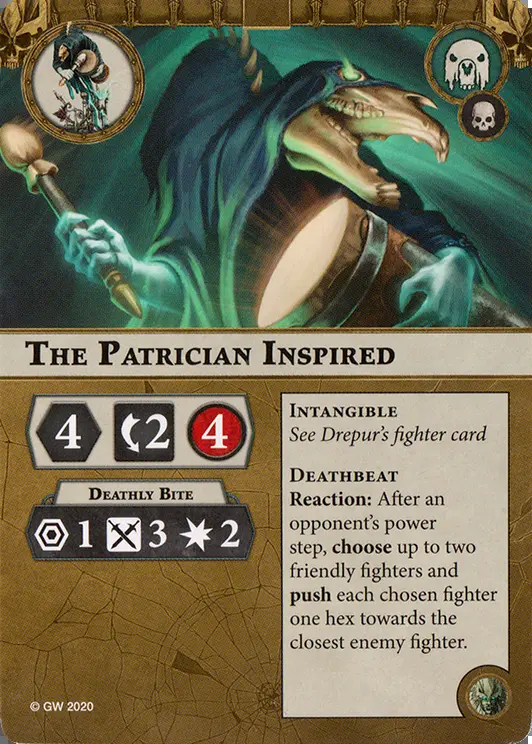 THE PATRICIAN INSPIRED
4 2 4
DEATHLY BITE
1 3 2
INTANGIBLE
See Drepur's fighter card
DEATHBEAT
Reaction: After an
opponent's power
step, choose up to two
friendly fighters and
push each chosen fighter
one hex towards the
closest enemy fighter.
© GW 2020